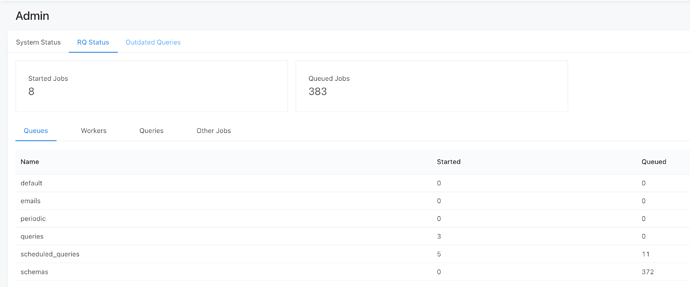 Admin
System Status RQ Status Outdated Queries
Started Jobs Queued Jobs
8 383
Queues Workers Queries Other Jobs
Name Started Queued
default 0 0
emails 0 0
periodic 0 0
queries 3 0
scheduled_queries 5 11
schemas 0 372